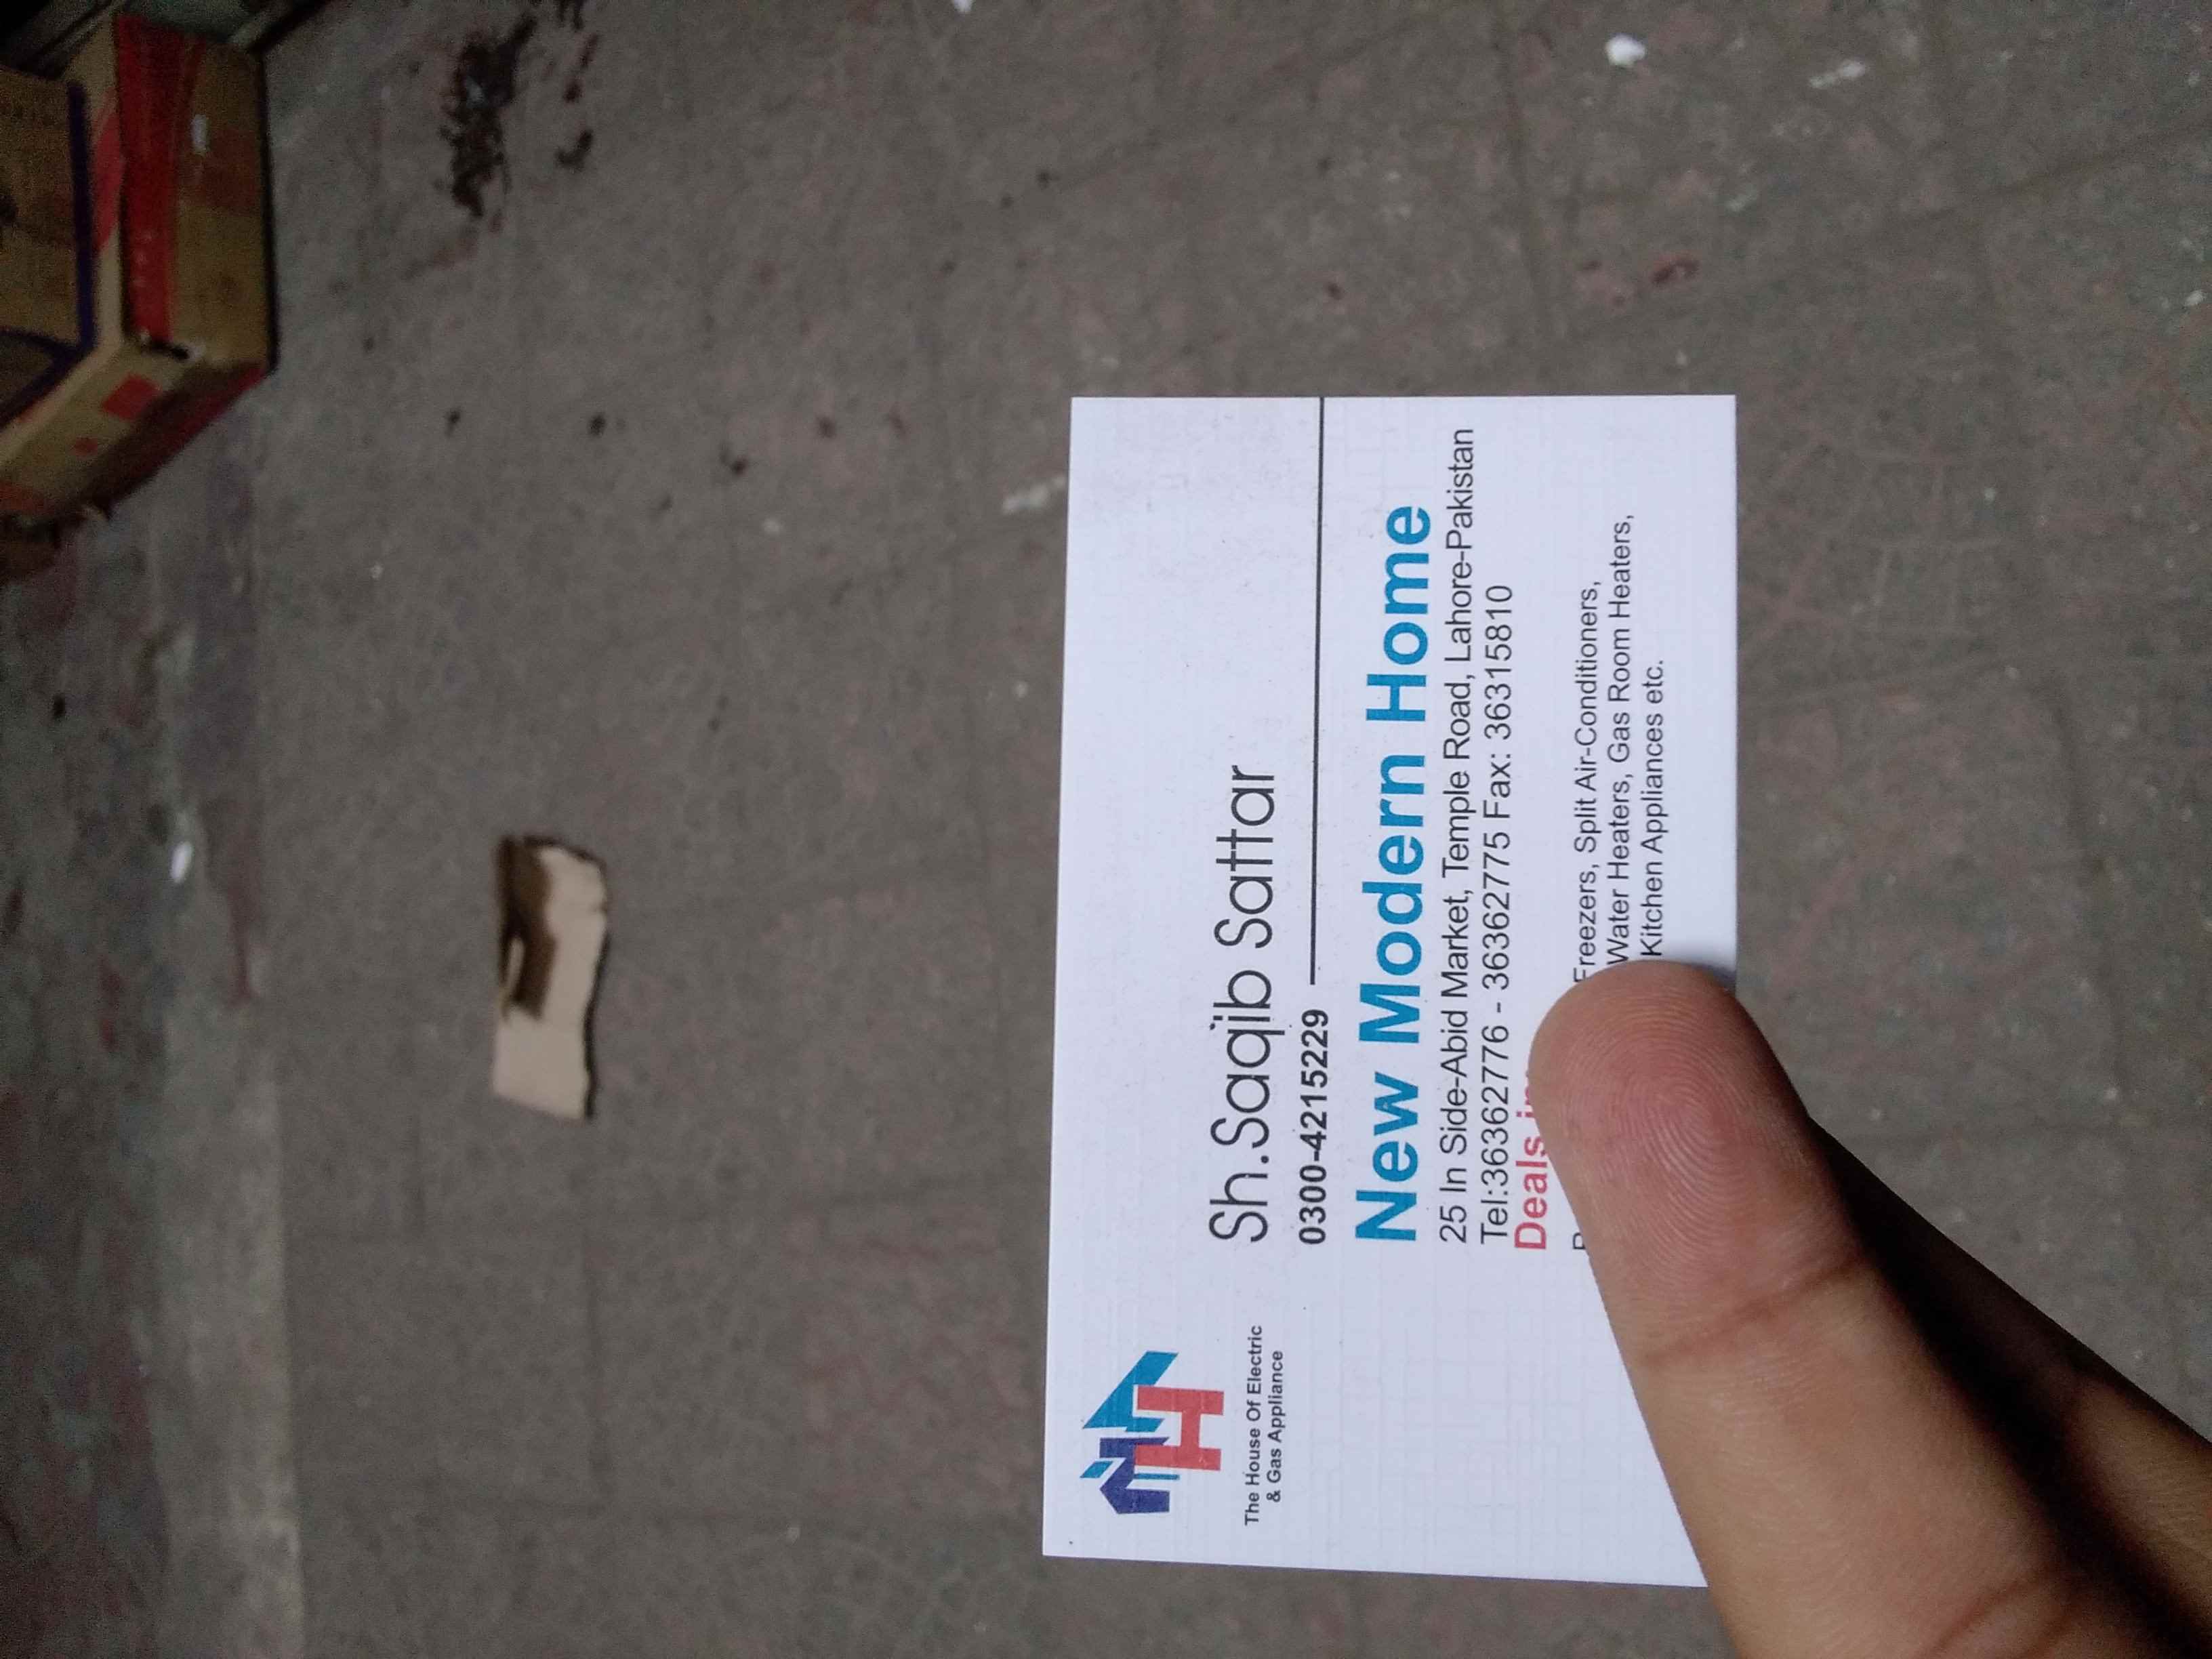 The House Of Electric
& Gas Appliance
Sh.Saqib Sattar
0300-4215229
New Modern Home
25 In Side-Abid Market, Temple Road, Lahore-Pakistan
Tel:36362776 - 36362775 Fax: 36315810
Deals in
Freezers, Split Air-Conditioners,
Water Heaters, Gas Room Heaters,
Kitchen Appliances etc.